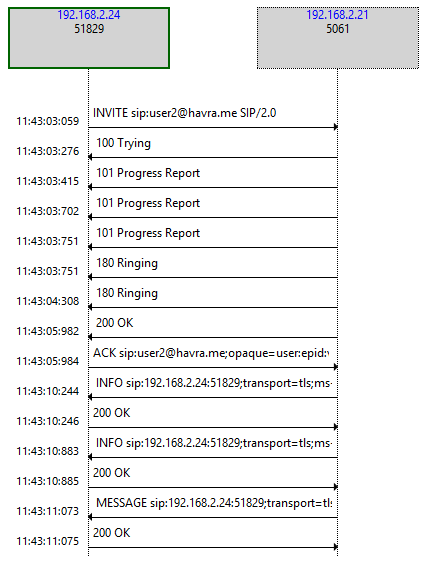 192.168.2.24
51829
192.168.2.21
5061
11:43:03:059 INVITE sip:user2@havra.me SIP/2.0
11:43:03:276 100 Trying
11:43:03:415 101 Progress Report
11:43:03:702 101 Progress Report
11:43:03:751 101 Progress Report
11:43:03:751 180 Ringing
11:43:04:308 180 Ringing
11:43:05:982 200 OK
11:43:05:984 ACK sip:user2@havra.me;opaque=user:epid:
11:43:10:244 INFO sip:192.168.2.24:51829;transport=tls;ms-
11:43:10:246 200 OK
11:43:10:883 INFO sip:192.168.2.24:51829;transport=tls;ms-
11:43:10:885 200 OK
11:43:11:073 MESSAGE sip:192.168.2.24:51829;transport=tls
11:43:11:075 200 OK